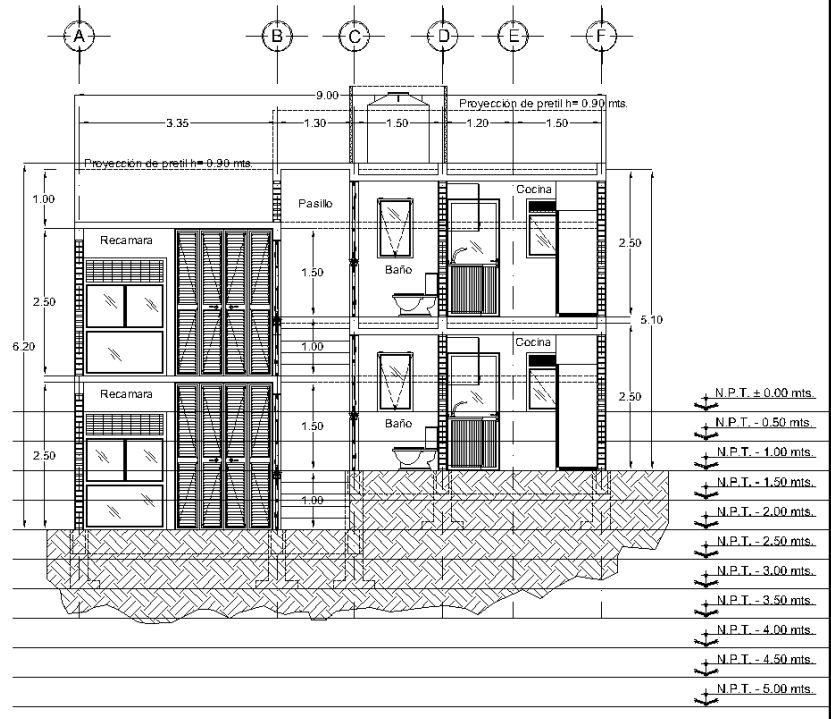 A B C D E F
9.00
Proyección de pretil h= 0.90 mts.
3.35 1.30 1.50 1.20 1.50
Proyección de pretil h= 0.90 mts.
Cocina
1.00
Pasillo
Recamara
2.50
1.50
Baño
2.50
5.10
6.20
1.00
Cocina
Recamara
2.50
N.P.T. ± 0.00 mts.
1.50
Baño
N.P.T. - 0.50 mts.
2.50
N.P.T. - 1.00 mts.
N.P.T. - 1.50 mts.
1.00
N.P.T. - 2.00 mts.
N.P.T. - 2.50 mts.
N.P.T. - 3.00 mts.
N.P.T. - 3.50 mts.
N.P.T. - 4.00 mts.
N.P.T. - 4.50 mts.
N.P.T. - 5.00 mts.